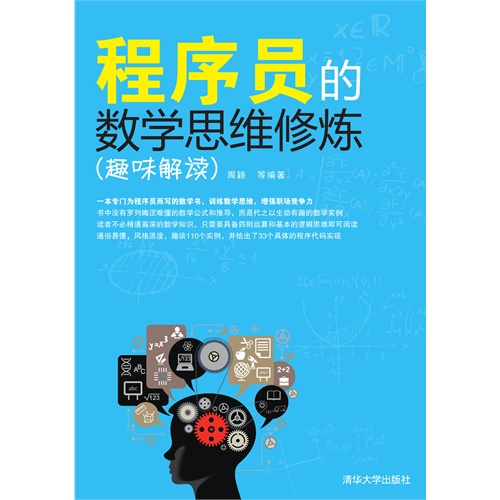 程序员的
数学思维修炼
(趣味解读)
周颖 等编著
一本专门为程序员而写的数学书，训练数学思维，增强职场竞争力
书中没有罗列晦涩难懂的数学公式和推导，而是代之以生动有趣的数学实例
读者不必精通高深的数学知识，只需要具备四则运算和基本的逻辑思维即可阅读
通俗易懂，风格活泼，趣谈110个实例，并给出了33个具体的程序代码实现
y=x³
√123
2+2
abc
清华大学出版社